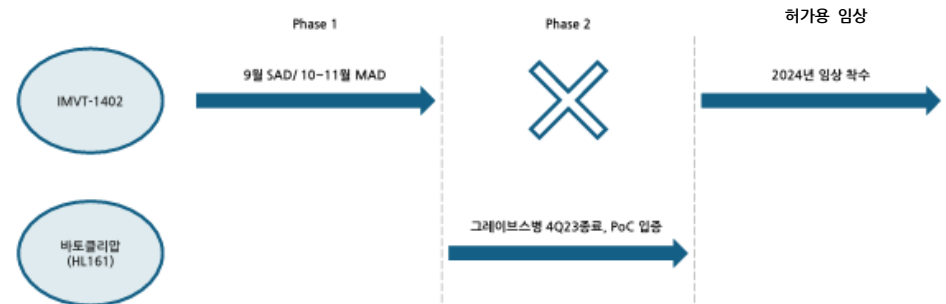 Phase 1
Phase 2
허가용 임상
IMVT-1402
9월 SAD/ 10~11월 MAD
2024년 임상 착수
바토클리맙
(HL161)
그레이브스병 4Q23종료, PoC 입증